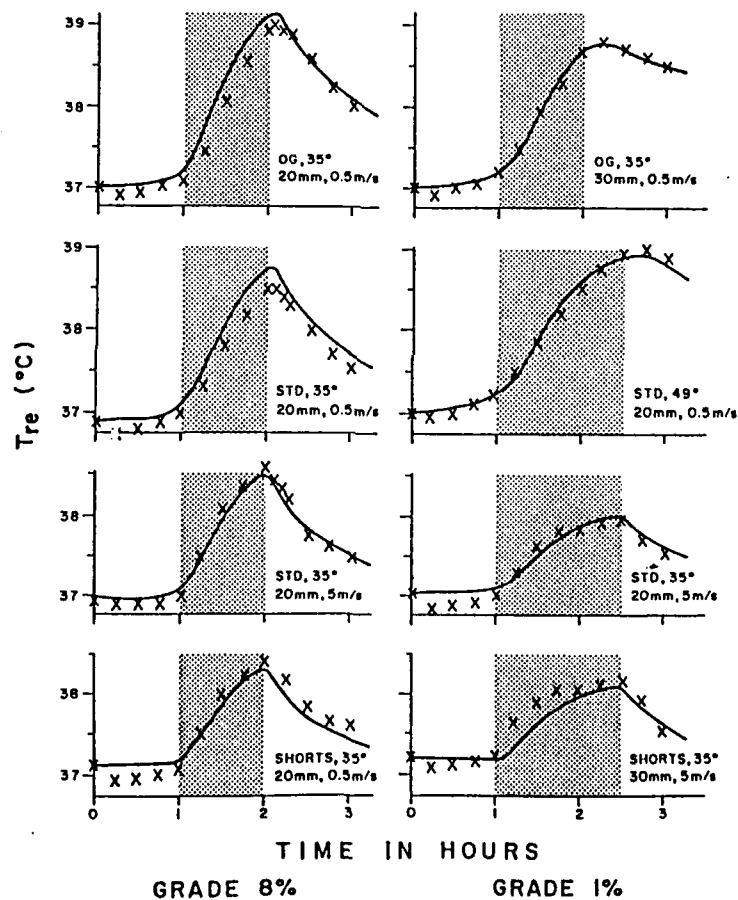 Tre (°C)
39
38
37
OG, 35°
20mm, 0.5m/s
OG, 35°
30mm, 0.5m/s
39
38
37
STD, 35°
20mm, 0.5m/s
STD, 49°
20mm, 0.5m/s
38
37
STD, 35°
20mm, 5m/s
STD, 35°
20mm, 5m/s
38
37
SHORTS, 35°
20mm, 0.5m/s
SHORTS, 35°
30mm, 5m/s
0 1 2 3
0 1 2 3
TIME IN HOURS
GRADE 8%
GRADE 1%